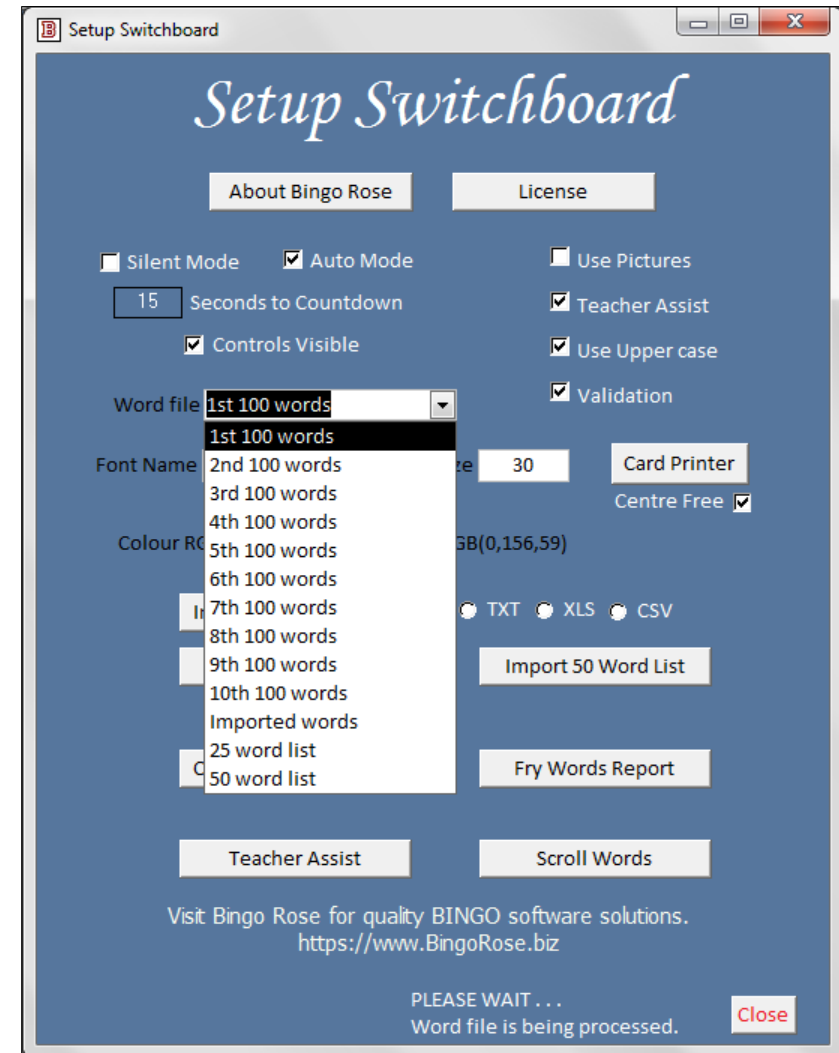 B Setup Switchboard
Setup Switchboard
About Bingo Rose License
Silent Mode Auto Mode Use Pictures
15 Seconds to Countdown Teacher Assist
Controls Visible Use Upper case
Validation
Word file 1st 100 words
1st 100 words
Font Name 2nd 100 words 30 Card Printer
3rd 100 words Centre Free
4th 100 words
Colour 5th 100 words (0,156,59)
6th 100 words
7th 100 words TXT XLS CSV
8th 100 words
9th 100 words Import 50 Word List
10th 100 words
Imported words
25 word list Fry Words Report
50 word list
Teacher Assist Scroll Words
Visit Bingo Rose for quality BINGO software solutions.
https://www.BingoRose.biz
PLEASE WAIT . . .
Word file is being processed.
Close